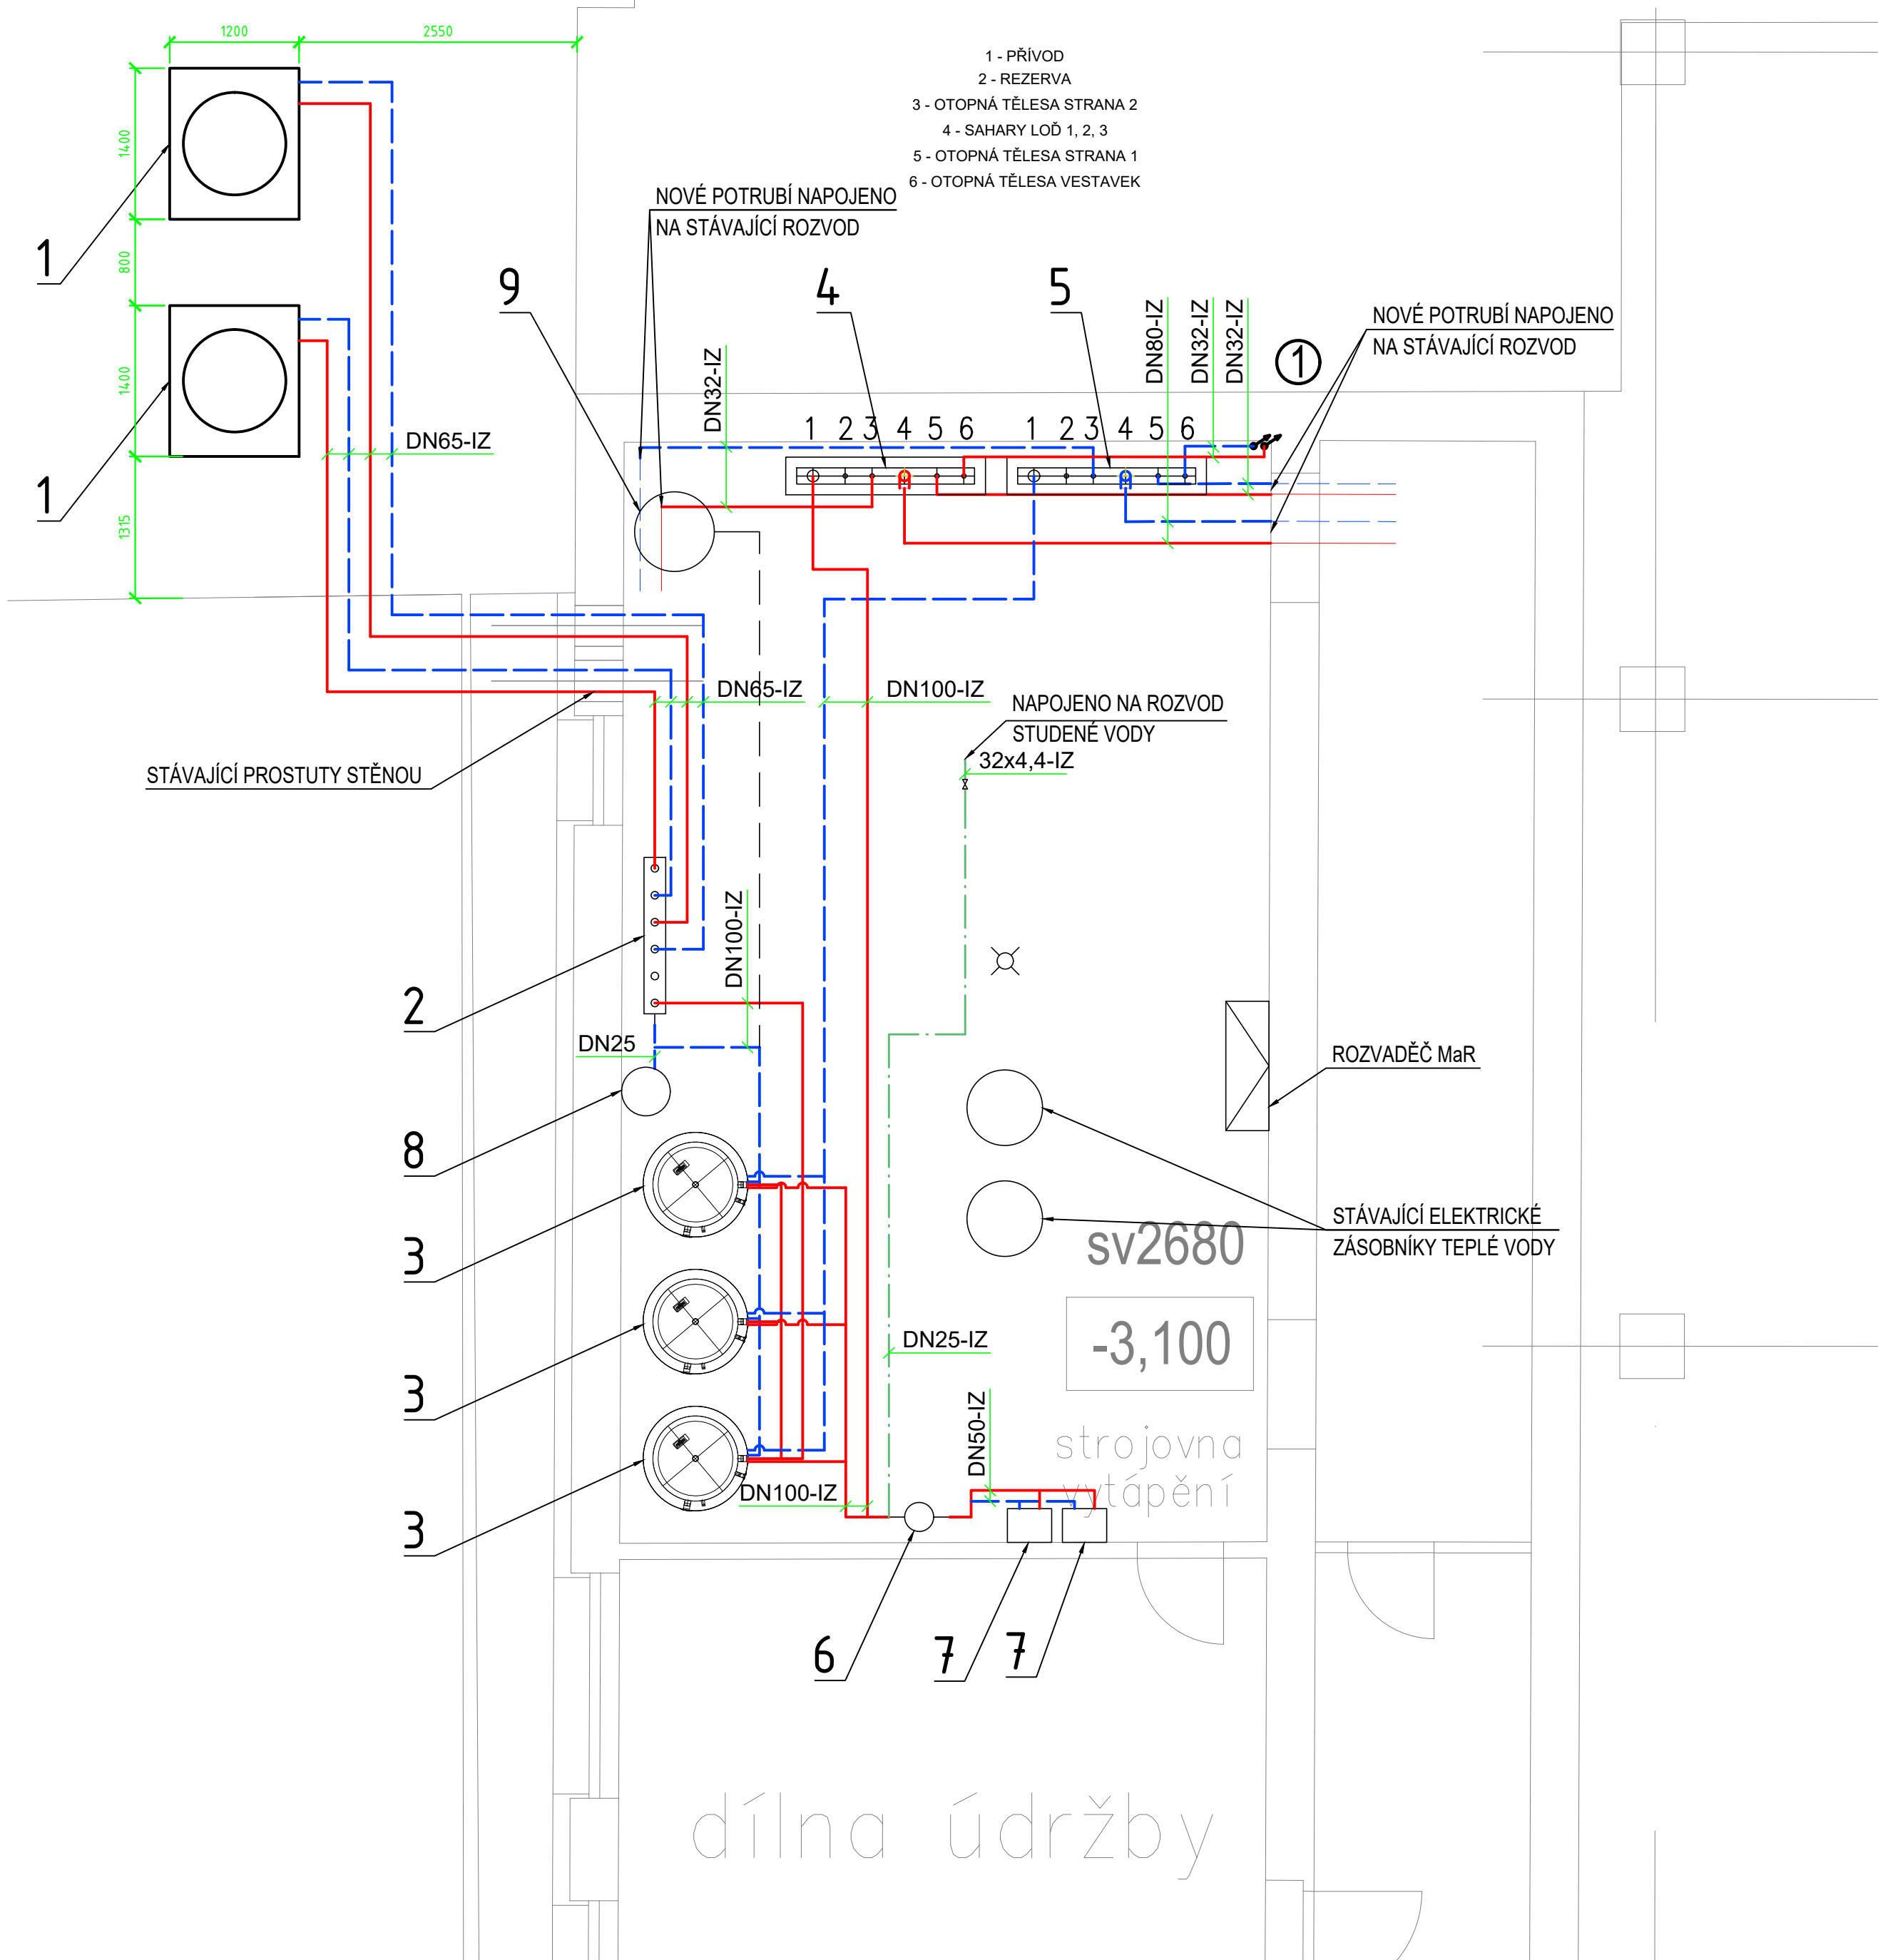 1200
2550
1 - PŘÍVOD
2 - REZERVA
3 - OTOPNÁ TĚLESA STRANA 2
4 - SAHARY LOĎ 1, 2, 3
5 - OTOPNÁ TĚLESA STRANA 1
6 - OTOPNÁ TĚLESA VESTAVEK
1400
NOVÉ POTRUBÍ NAPOJENO
NA STÁVAJÍCÍ ROZVOD
1
800
9
4
5
DN80-IZ
DN32-IZ
DN32-IZ
NOVÉ POTRUBÍ NAPOJENO
NA STÁVAJÍCÍ ROZVOD
1
1400
DN32-IZ
DN65-IZ
1 2 3 4 5 6
1 2 3 4 5 6
1
1315
DN65-IZ
DN100-IZ
NAPOJENO NA ROZVOD
STUDENÉ VODY
32x4,4-IZ
STÁVAJÍCÍ PROSTUTY STĚNOU
DN100-IZ
2
DN25
ROZVADĚČ MaR
8
STÁVAJÍCÍ ELEKTRICKÉ
ZÁSOBNÍKY TEPLÉ VODY
sv2680
3
DN25-IZ
-3,100
3
DN50-IZ
strojovna
vytápění
DN100-IZ
3
6
7
7
dílna údržby